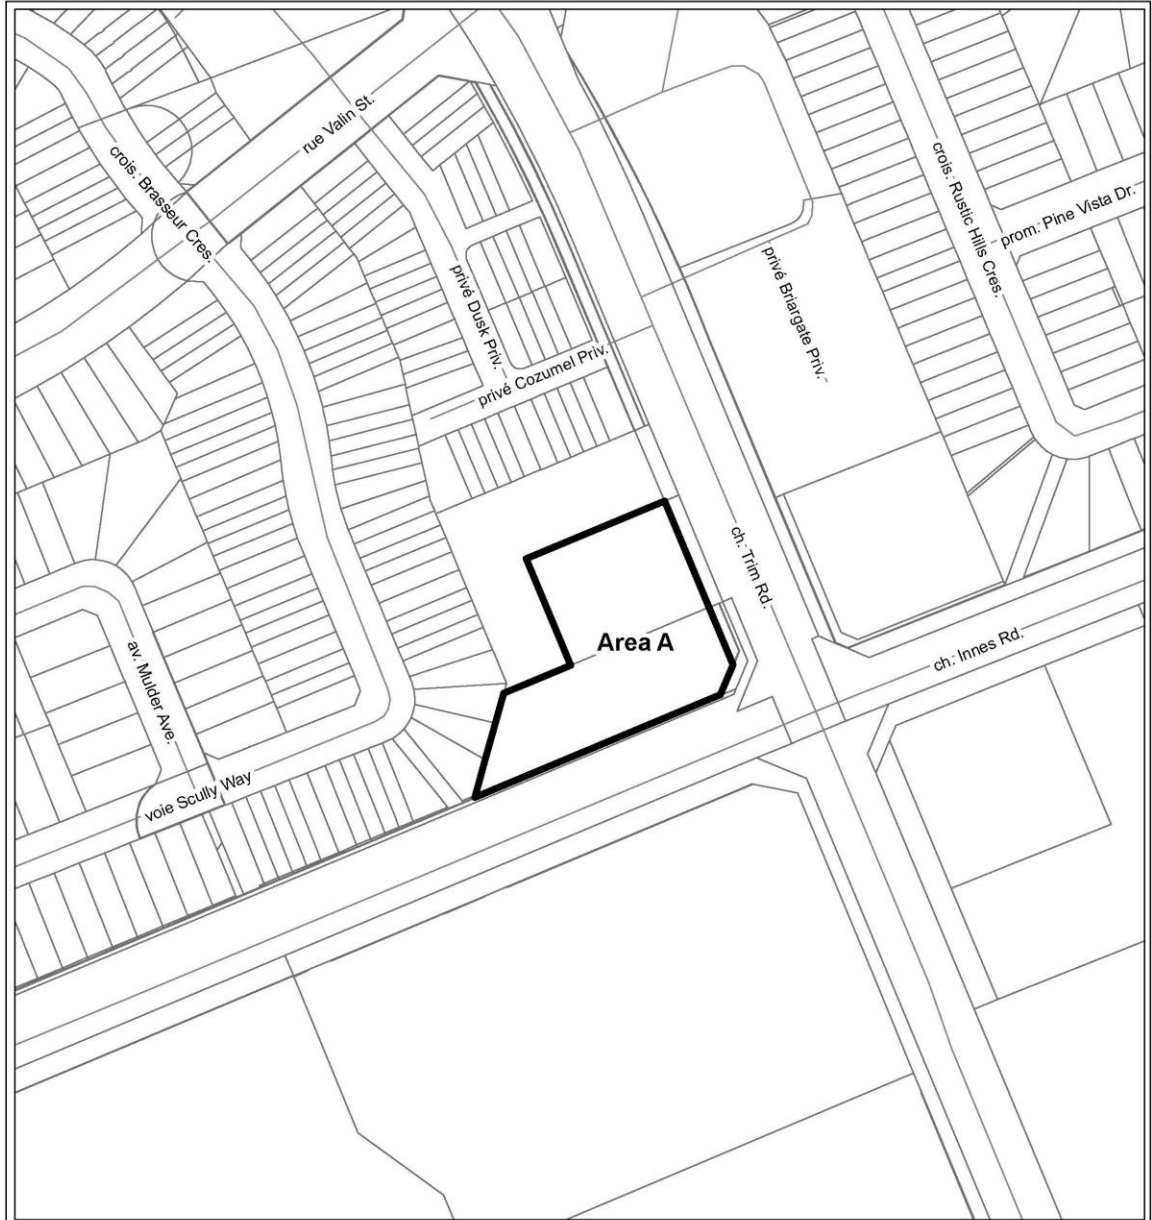 rue Valin St.
crois. Brasseur Cres.
crois. Rustic Hills Cres.
prom. Pine Vista Dr.
privé Dusk Priv.
privé Briargate Priv.
privé Cozumel Priv.
ch. Trim Rd.
Area A
ch. Innes Rd.
av. Mulder Ave.
voie Scully Way